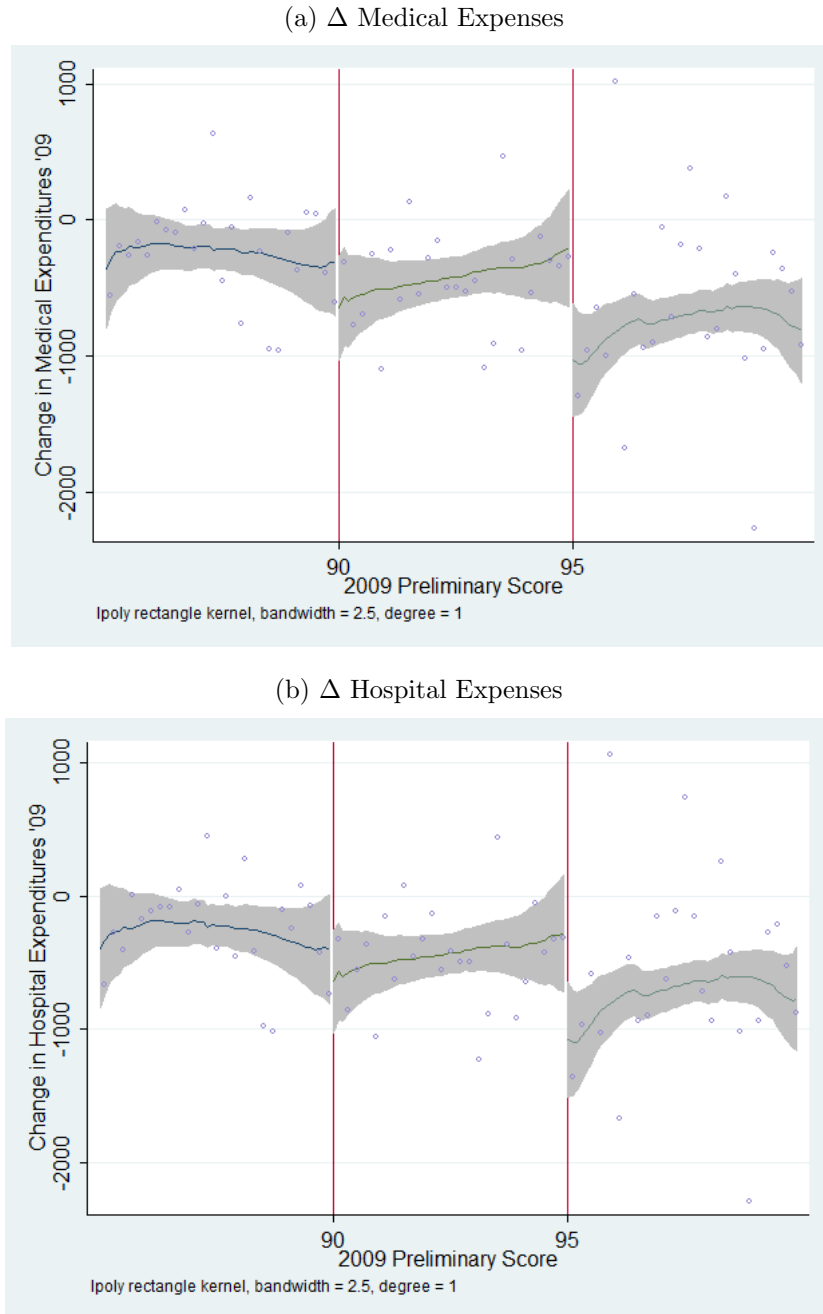 (a) Δ Medical Expenses
Change in Medical Expenditures '09
1000
0
-1000
-2000
90
95
2009 Preliminary Score
lpoly rectangle kernel, bandwidth = 2.5, degree = 1
(b) Δ Hospital Expenses
Change in Hospital Expenditures '09
1000
0
-1000
-2000
90
95
2009 Preliminary Score
lpoly rectangle kernel, bandwidth = 2.5, degree = 1